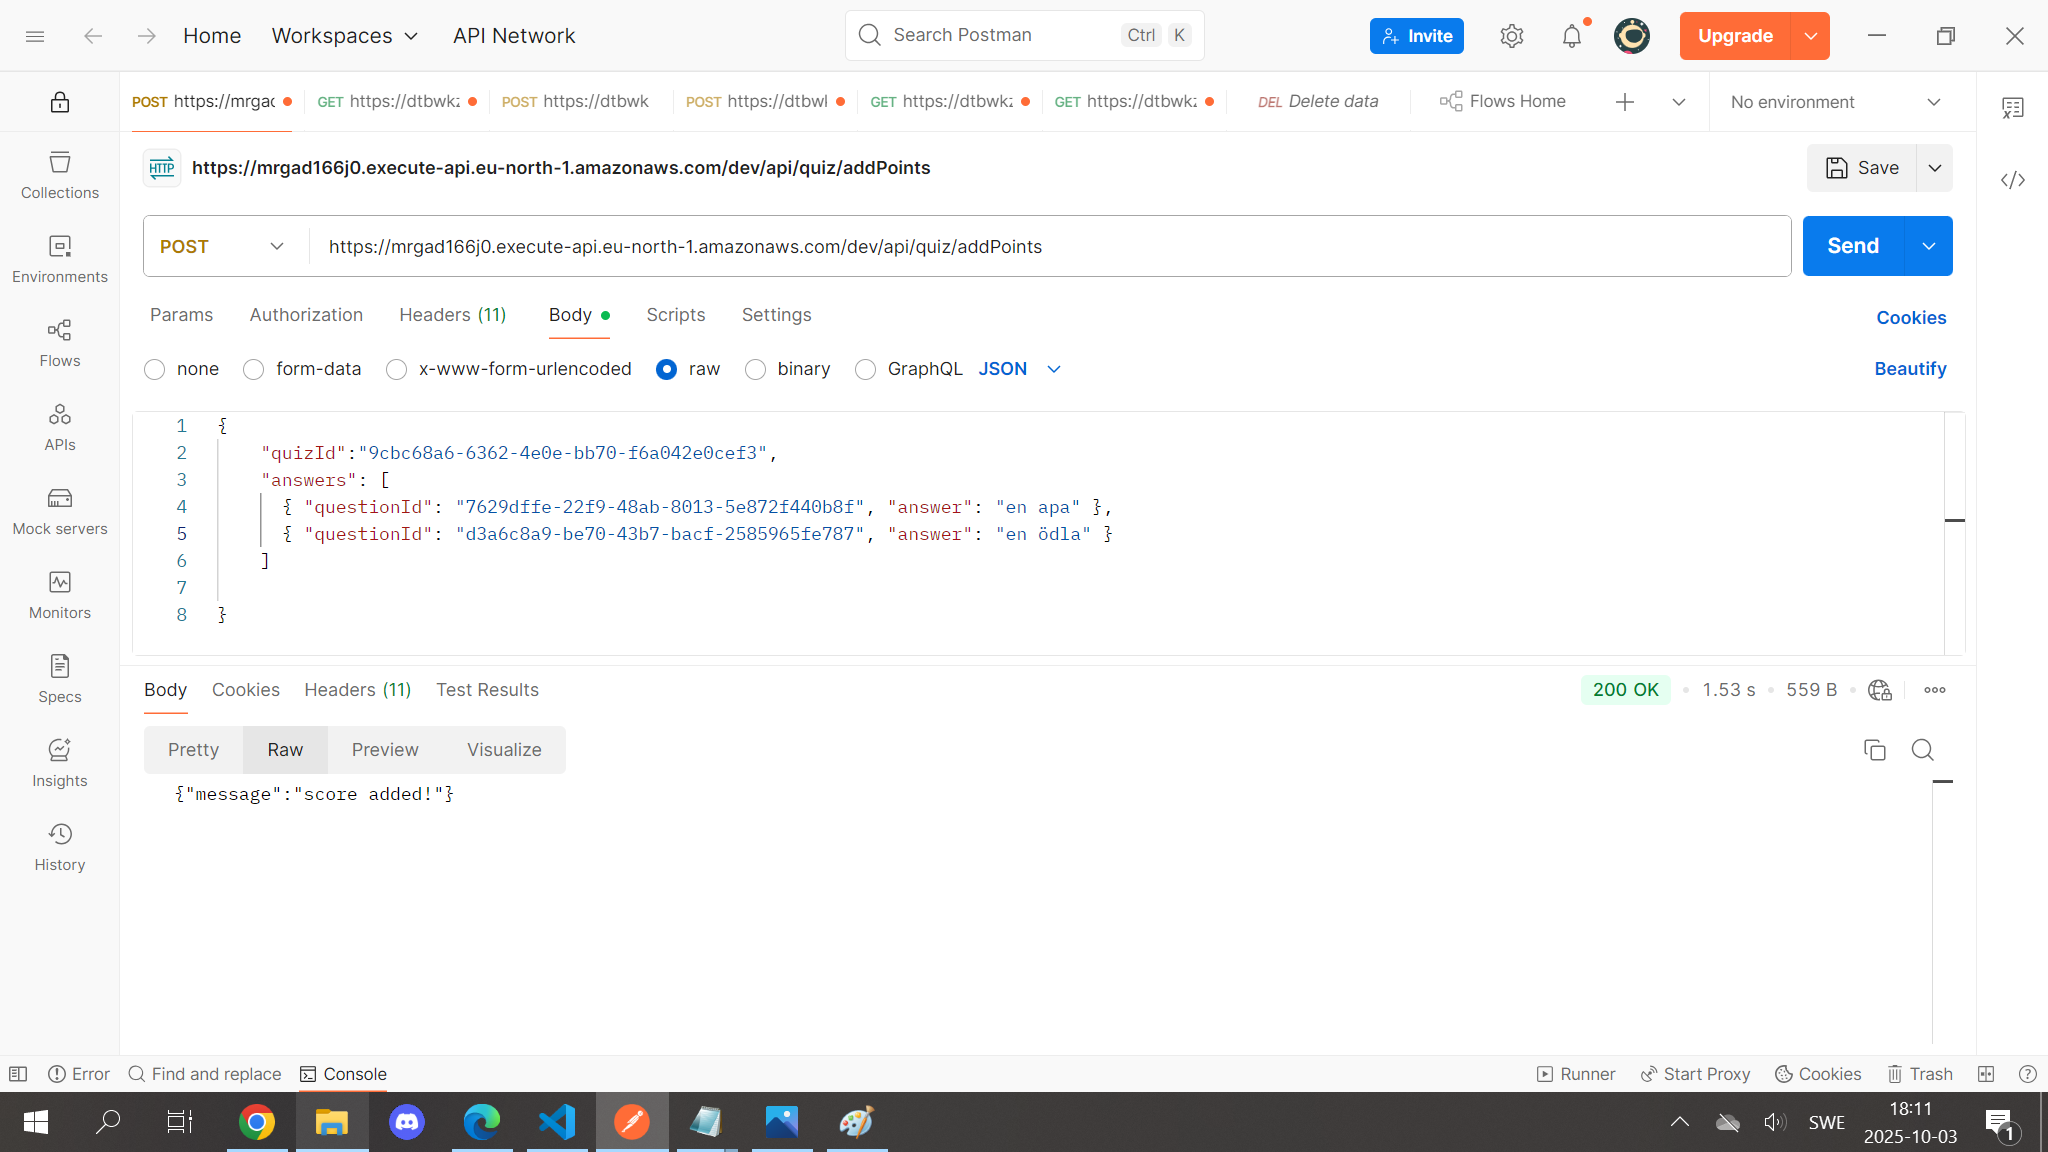 Home Workspaces API Network Search Postman Ctrl K Invite Upgrade
POST https://mrgac GET https://dtbwkz POST https://dtbwk POST https://dtbwl GET https://dtbwkz GET https://dtbwkz DEL Delete data Flows Home No environment
HTTP https://mrgad166j0.execute-api.eu-north-1.amazonaws.com/dev/api/quiz/addPoints Save
Collections
POST https://mrgad166j0.execute-api.eu-north-1.amazonaws.com/dev/api/quiz/addPoints Send
Environments
Params Authorization Headers (11) Body Scripts Settings Cookies
Flows
none form-data x-www-form-urlencoded raw binary GraphQL JSON Beautify
APIs
1 {
2 "quizId":"9cbc68a6-6362-4e0e-bb70-f6a042e0cef3",
3 "answers": [
4 { "questionId": "7629dffe-22f9-48ab-8013-5e872f440b8f", "answer": "en apa" },
5 { "questionId": "d3a6c8a9-be70-43b7-bacf-2585965fe787", "answer": "en ödla" }
6 ]
7
8 }
Mock servers
Monitors
Specs
Insights
History
Body Cookies Headers (11) Test Results 200 OK 1.53 s 559 B
Pretty Raw Preview Visualize
{"message":"score added!"}
Error Find and replace Console Runner Start Proxy Cookies Trash
SWE 18:11
2025-10-03 1